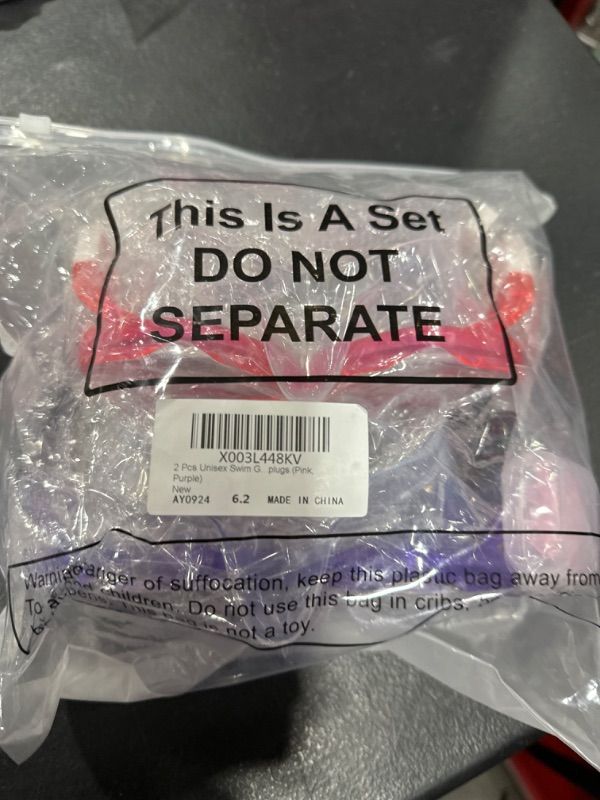 This Is A Set
DO NOT
SEPARATE
X003L448KV
2 Pcs Unisex Swim G...plugs (Pink,
Purple)
New
AY0924 6.2 MADE IN CHINA
danger of suffocation, keep this plastic bag away from
To children. Do not use this bag in cribs.
not a toy.